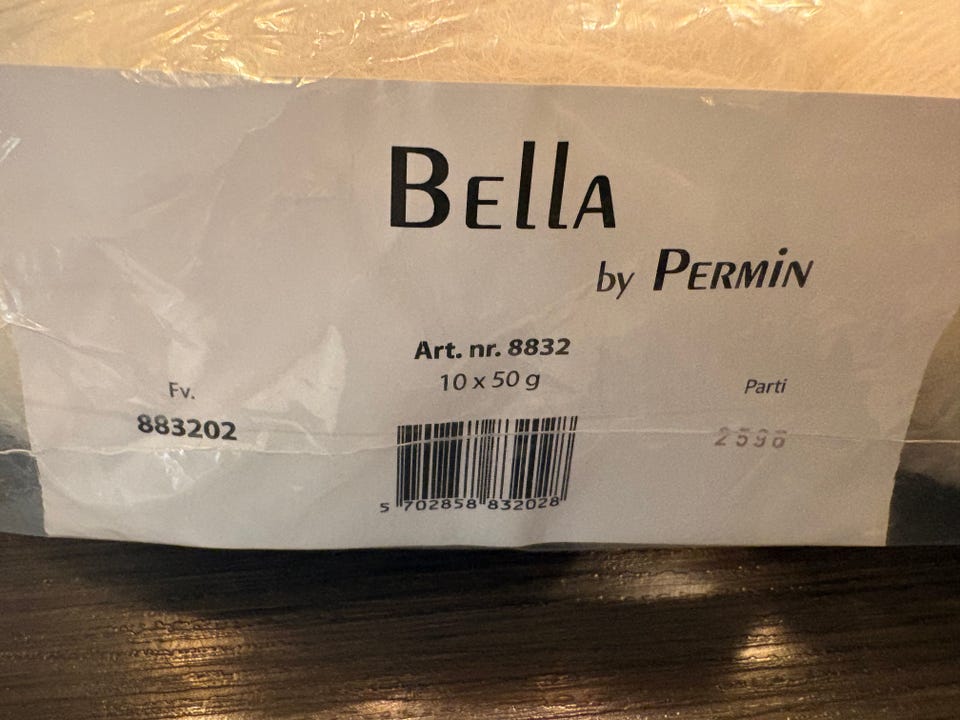 Bella
by Permin
Art. nr. 8832
10 x 50 g
Fv.
883202
Parti
5 702858 832028